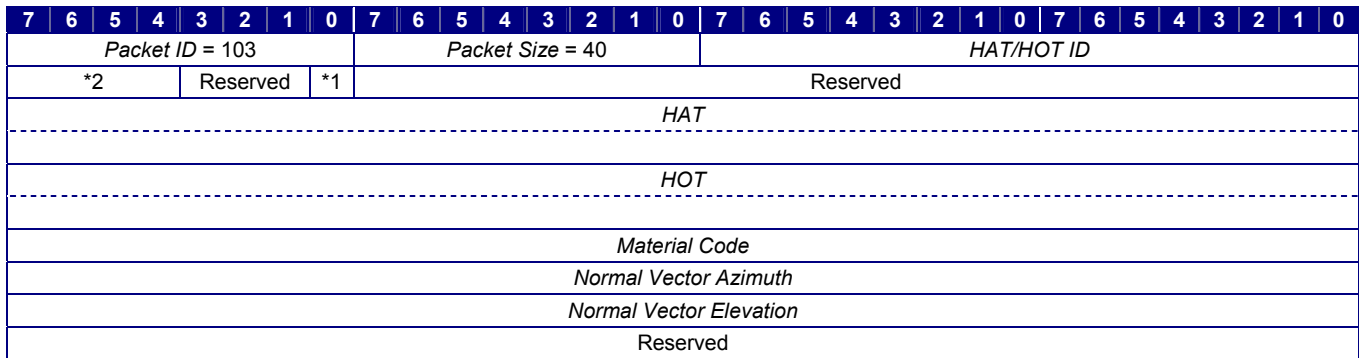 7 6 5 4 3 2 1 0 7 6 5 4 3 2 1 0 7 6 5 4 3 2 1 0 7 6 5 4 3 2 1 0
Packet ID = 103 Packet Size = 40 HAT/HOT ID
*2 Reserved *1 Reserved
HAT
HOT
Material Code
Normal Vector Azimuth
Normal Vector Elevation
Reserved